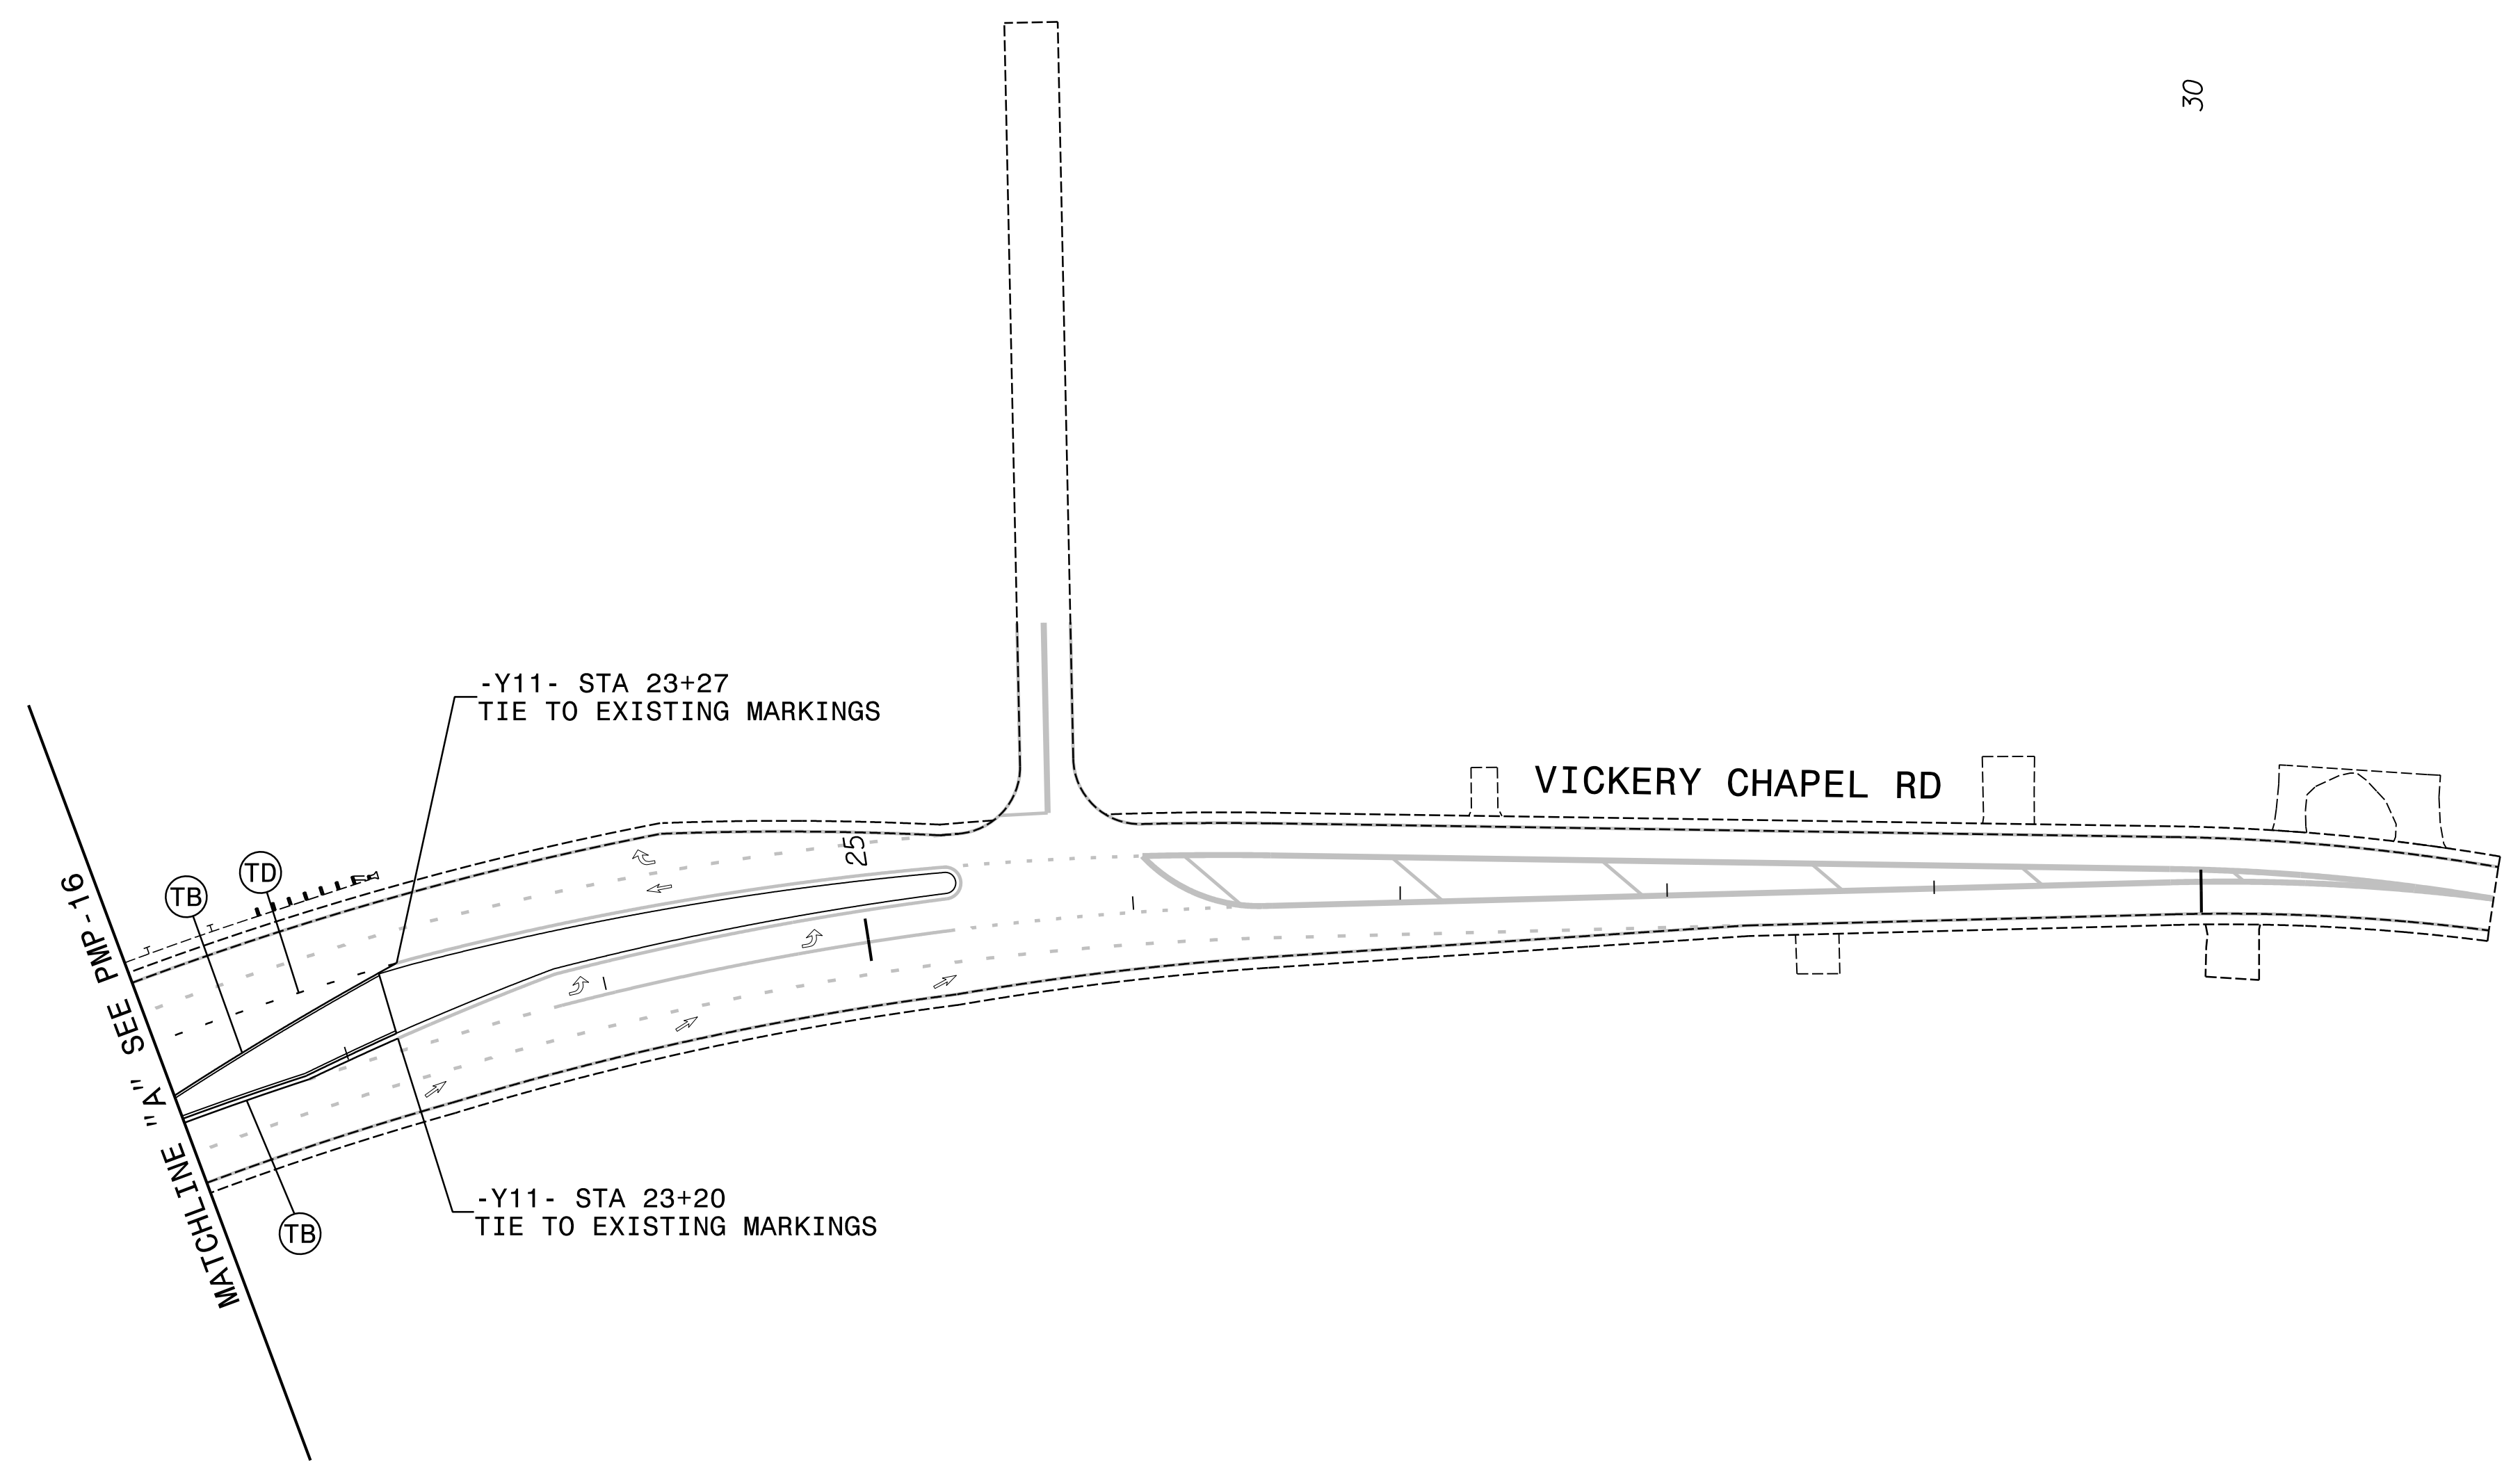 30
-Y11- STA 23+27
TIE TO EXISTING MARKINGS
VICKERY CHAPEL RD
25
TD
TB
MATCHLINE "A" SEE PMP-16
-Y11- STA 23+20
TIE TO EXISTING MARKINGS
TB